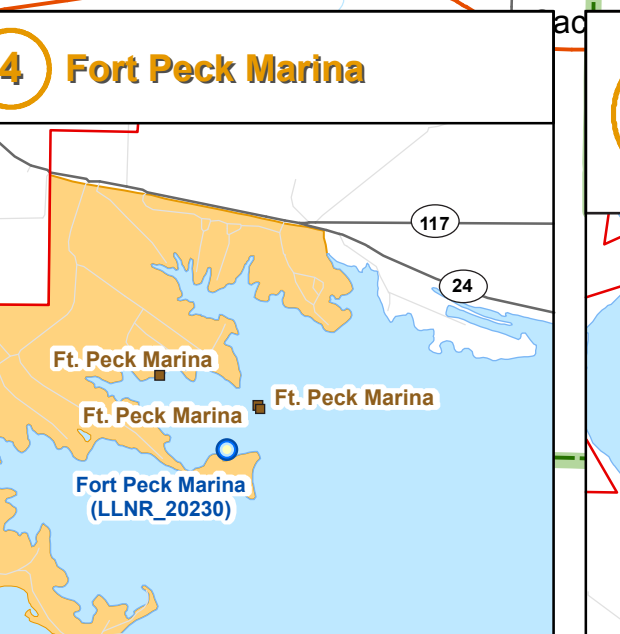 4 Fort Peck Marina
117
24
Ft. Peck Marina
Ft. Peck Marina
Ft. Peck Marina
Fort Peck Marina
(LLNR_20230)